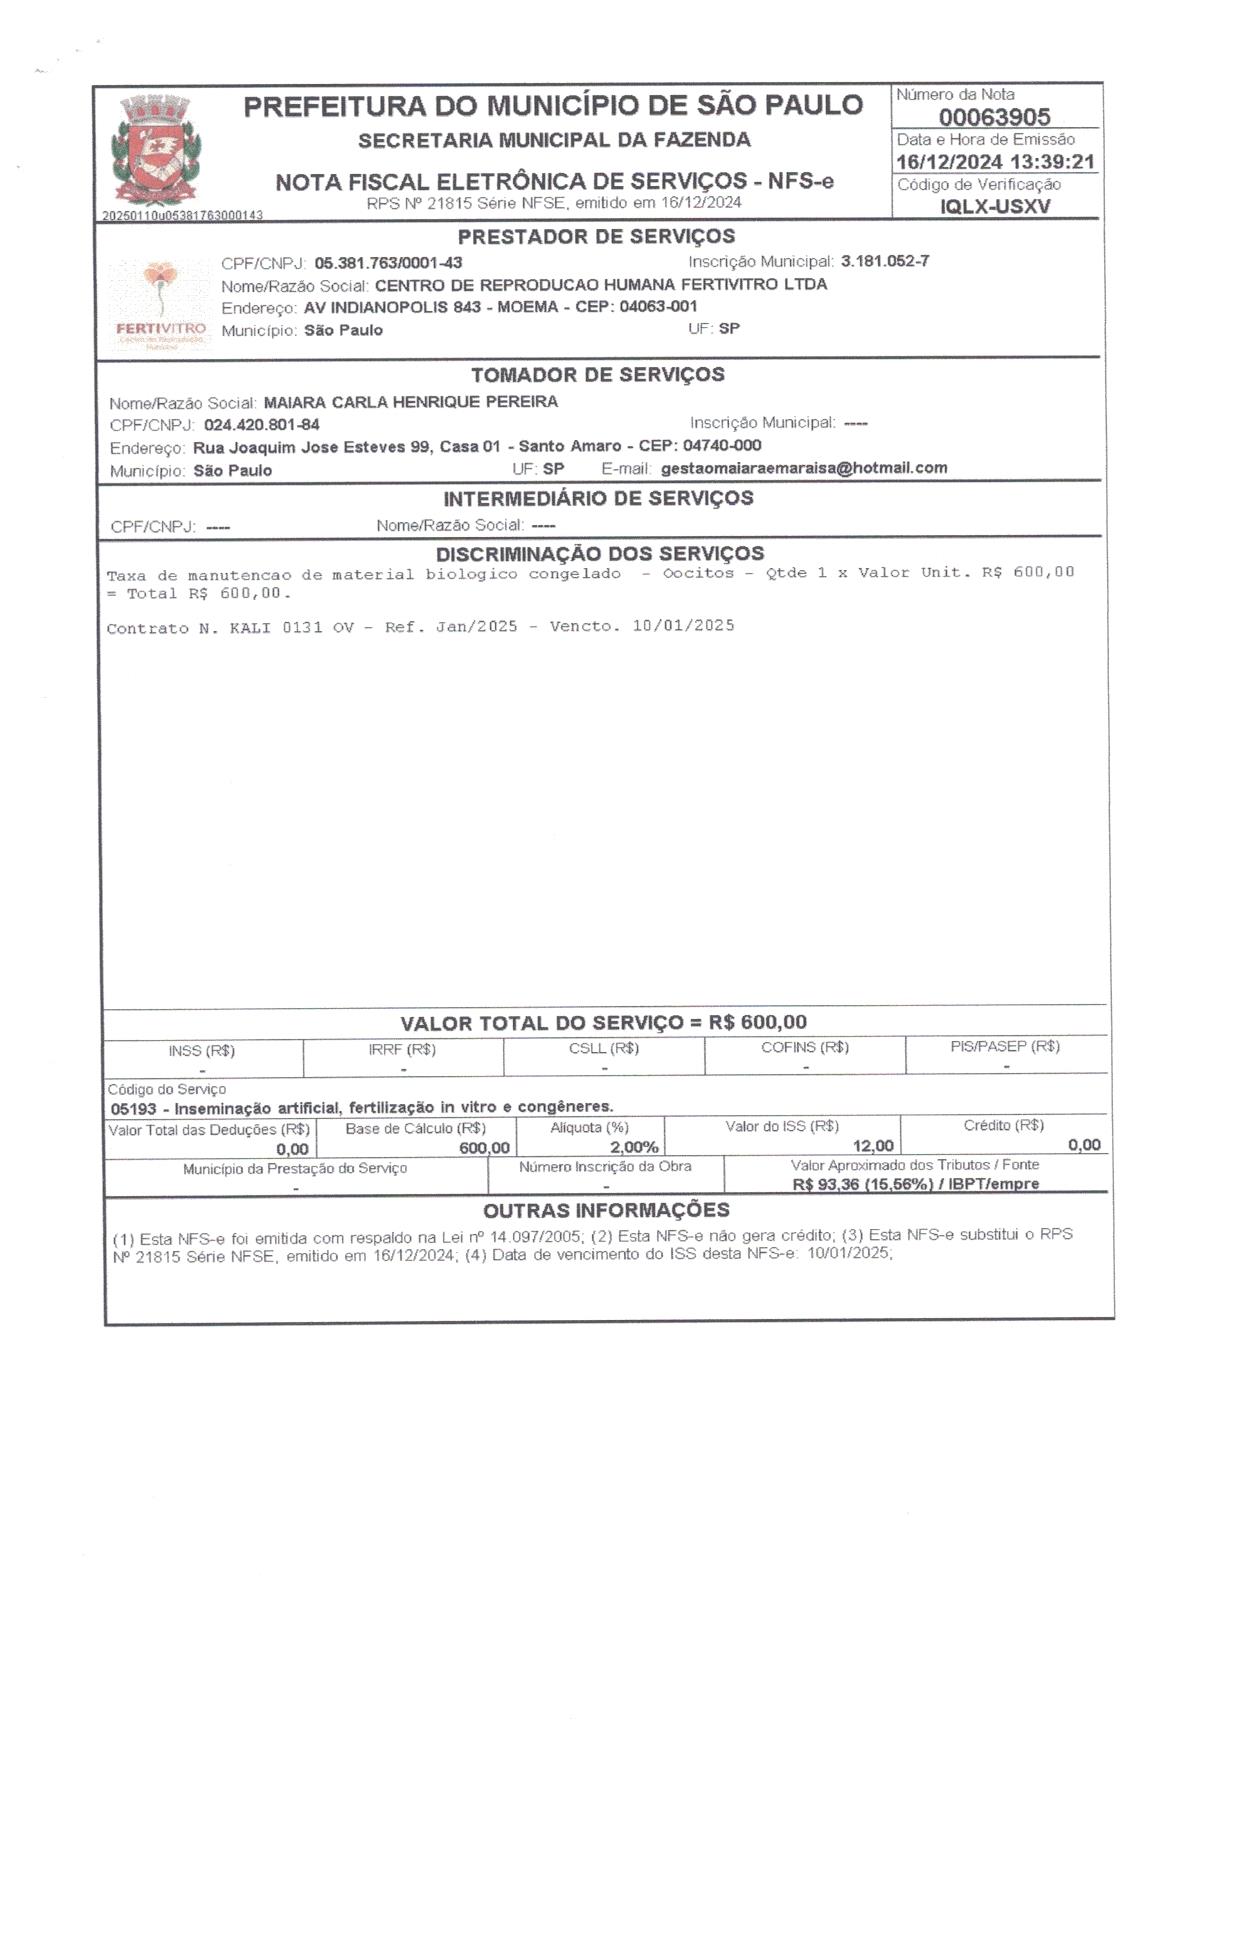 PREFEITURA DO MUNICÍPIO DE SÃO PAULO
SECRETARIA MUNICIPAL DA FAZENDA
NOTA FISCAL ELETRÔNICA DE SERVIÇOS - NFS-e
RPS Nº 21815 Série NFSE, emitido em 16/12/2024
20250110u05381763000143
Número da Nota
00063905
Data e Hora de Emissão
16/12/2024 13:39:21
Código de Verificação
IQLX-USXV
PRESTADOR DE SERVIÇOS
CPF/CNPJ: 05.381.763/0001-43 Inscrição Municipal: 3.181.052-7
Nome/Razão Social: CENTRO DE REPRODUCAO HUMANA FERTIVITRO LTDA
Endereço: AV INDIANOPOLIS 843 - MOEMA - CEP: 04063-001
Município: São Paulo UF: SP
FERTIVITRO
Centro de Reprodução
Humana
TOMADOR DE SERVIÇOS
Nome/Razão Social: MAIARA CARLA HENRIQUE PEREIRA
CPF/CNPJ: 024.420.801-84 Inscrição Municipal: ----
Endereço: Rua Joaquim Jose Esteves 99, Casa 01 - Santo Amaro - CEP: 04740-000
Município: São Paulo UF: SP E-mail: gestaomaiaraemaraisa@hotmail.com
INTERMEDIÁRIO DE SERVIÇOS
CPF/CNPJ: ---- Nome/Razão Social: ----
DISCRIMINAÇÃO DOS SERVIÇOS
Taxa de manutencao de material biologico congelado - Oocitos - Qtde 1 x Valor Unit. R$ 600,00
= Total R$ 600,00.
Contrato N. KALI 0131 OV - Ref. Jan/2025 - Vencto. 10/01/2025
VALOR TOTAL DO SERVIÇO = R$ 600,00
INSS (R$) IRRF (R$) CSLL (R$) COFINS (R$) PIS/PASEP (R$)
- - - - -
Código do Serviço
05193 - Inseminação artificial, fertilização in vitro e congêneres.
Valor Total das Deduções (R$) Base de Cálculo (R$) Alíquota (%) Valor do ISS (R$) Crédito (R$)
0,00 600,00 2,00% 12,00 0,00
Município da Prestação do Serviço Número Inscrição da Obra Valor Aproximado dos Tributos / Fonte
- - R$ 93,36 (15,56%) / IBPT/empre
OUTRAS INFORMAÇÕES
(1) Esta NFS-e foi emitida com respaldo na Lei nº 14.097/2005; (2) Esta NFS-e não gera crédito; (3) Esta NFS-e substitui o RPS
Nº 21815 Série NFSE, emitido em 16/12/2024; (4) Data de vencimento do ISS desta NFS-e: 10/01/2025;